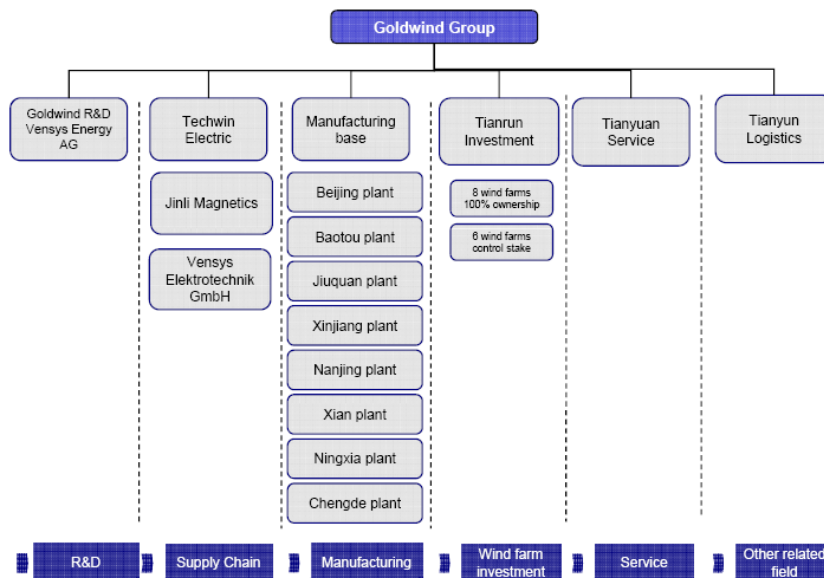 Goldwind Group
Goldwind R&D
Vensys Energy
AG
Techwin
Electric
Manufacturing
base
Tianrun
Investment
Tianyuan
Service
Tianyun
Logistics
Jinli Magnetics
Vensys
Elektrotechnik
GmbH
Beijing plant
Baotou plant
Jiuquan plant
Xinjiang plant
Nanjing plant
Xian plant
Ningxia plant
Chengde plant
8 wind farms
100% ownership
6 wind farms
control stake
R&D
Supply Chain
Manufacturing
Wind farm
investment
Service
Other related
field